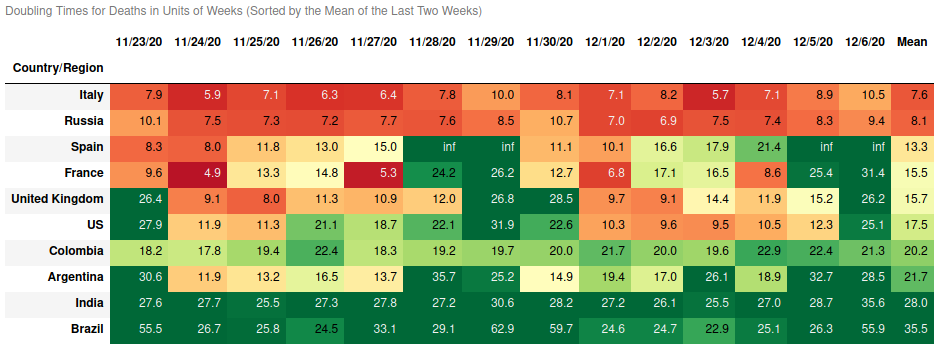 Doubling Times for Deaths in Units of Weeks (Sorted by the Mean of the Last Two Weeks)
11/23/20 11/24/20 11/25/20 11/26/20 11/27/20 11/28/20 11/29/20 11/30/20 12/1/20 12/2/20 12/3/20 12/4/20 12/5/20 12/6/20 Mean
Country/Region
Italy 7.9 5.9 7.1 6.3 6.4 7.8 10.0 8.1 7.1 8.2 5.7 7.1 8.9 10.5 7.6
Russia 10.1 7.5 7.3 7.2 7.7 7.6 8.5 10.7 7.0 6.9 7.5 7.4 8.3 9.4 8.1
Spain 8.3 8.0 11.8 13.0 15.0 inf inf 11.1 10.1 16.6 17.9 21.4 inf inf 13.3
France 9.6 4.9 13.3 14.8 5.3 24.2 26.2 12.7 6.8 17.1 16.5 8.6 25.4 31.4 15.5
United Kingdom 26.4 9.1 8.0 11.3 10.9 12.0 26.8 28.5 9.7 9.1 14.4 11.9 15.2 26.2 15.7
US 27.9 11.9 11.3 21.1 18.7 22.1 31.9 22.6 10.3 9.6 9.5 10.5 12.3 25.1 17.5
Colombia 18.2 17.8 19.4 22.4 18.3 19.2 19.7 20.0 21.7 20.0 19.6 22.9 22.4 21.3 20.2
Argentina 30.6 11.9 13.2 16.5 13.7 35.7 25.2 14.9 19.4 17.0 26.1 18.9 32.7 28.5 21.7
India 27.6 27.7 25.5 27.3 27.8 27.2 30.6 28.2 27.2 26.1 25.5 27.0 28.7 35.6 28.0
Brazil 55.5 26.7 25.8 24.5 33.1 29.1 62.9 59.7 24.6 24.7 22.9 25.1 26.3 55.9 35.5